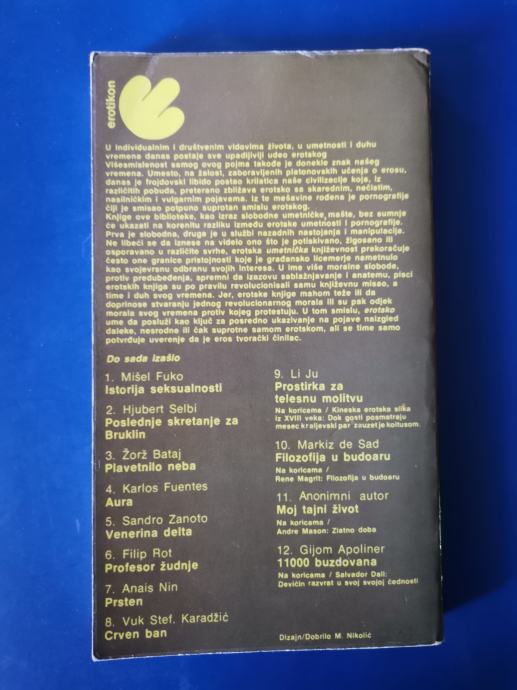 erotikon
U individualnim i društvenim vidovima života, u umetnosti i duhu
vremena danas postaje sve upadljiviji udeo erotskog
Višesmislenost samog ovog pojma takođe je donekle znak našeg
vremena. Umesto, na žalost, zaboravljenih platonovskih učenja o erosu,
danas je frojdovski libido postao krilatica naše civilizacije koja, iz
različitih pobuda, preterano zbližava erotsko sa skarednim, nečistim,
nasilničkim i vulgarnim pojavama. Iz te mešavine rođena je pornografija
čiji je smisao potpuno suprotan smislu erotskog.
Knjige ove biblioteke, kao izraz slobodne umetničke mašte, bez sumnje
će ukazati na korenitu razliku između erotske umetnosti i pornografije.
Prva je slobodna, druga je u službi nazadnih nastojanja i manipulacija.
Ne libeći se da iznese na videlo ono što je potiskivano, žigosano ili
osporavano u različite svrhe, erotska umetnička književnost prekoračuje
često one granice pristojnosti koje je građansko licemerje nametnulo
kao svojevrsnu odbranu svojih interesa. U ime više moralne slobode,
protiv predubeđenja, spremni da izazovu sablažnjavanje i anatemu, pisci
erotskih knjiga su po pravilu revolucionisali samu književnu misao, a
time i duh svog vremena. Jer, erotske knjige mahom teže ili da
doprinose stvaranju jednog revolucionarnog morala ili su pak odjek
morala svog vremena protiv kojeg protestuju. U tom smislu, erotsko
ume da posluži kao ključ za posredno ukazivanje na pojave naizgled
daleke, nesrodne ili čak suprotne samom erotskom, ali se time samo
potvrđuje uverenje da je eros tvorački činilac.
Do sada izašlo
1. Mišel Fuko
Istorija seksualnosti
2. Hjubert Selbi
Poslednje skretanje za
Bruklin
3. Žorž Bataj
Plavetnilo neba
4. Karlos Fuentes
Aura
5. Sandro Zanoto
Venerina delta
6. Filip Rot
Profesor žudnje
7. Anais Nin
Prsten
8. Vuk Stef. Karadžić
Crven ban
9. Li Ju
Prostirka za
telesnu molitvu
Na koricama / Kineska erotska slika
iz XVIII veka: Dok gosti posmatraju
mesec kraljevski par zauzet je koitusom.
10. Markiz de Sad
Filozofija u budoaru
Na koricama /
Rene Magrit: Filozofija u budoaru
11. Anonimni autor
Moj tajni život
Na koricama /
Andre Mason: Zlatno doba
12. Gijom Apoliner
11000 buzdovana
Na koricama / Salvador Dali:
Devičin razvrat u svoj svojoj čednosti
Dizajn/Dobrilo M. Nikolić